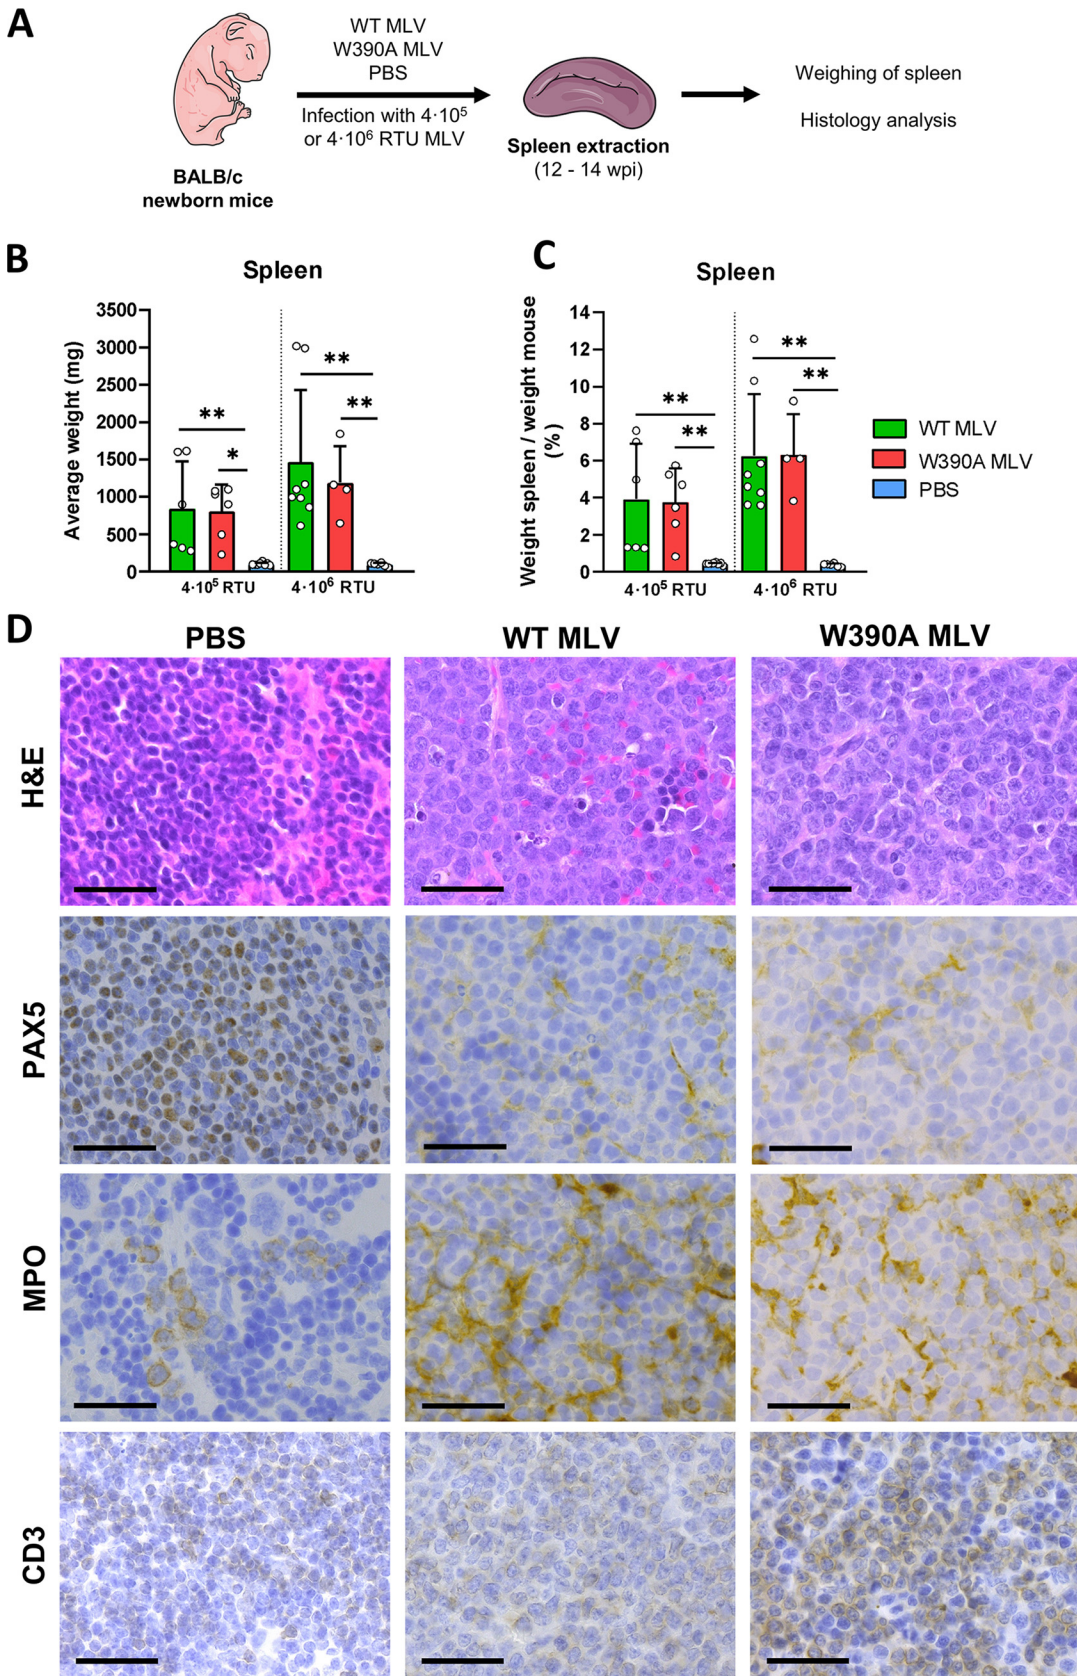 A
WT MLV
W390A MLV
PBS
Infection with 4·10⁵
or 4·10⁶ RTU MLV
BALB/c
newborn mice
Spleen extraction
(12 - 14 wpi)
Weighing of spleen
Histology analysis
B
Spleen
Average weight (mg)
3500
3000
2500
2000
1500
1000
500
0
**
*
**
**
4·10⁵ RTU
4·10⁶ RTU
C
Spleen
Weight spleen / weight mouse
(%)
14
12
10
8
6
4
2
0
**
**
**
**
4·10⁵ RTU
4·10⁶ RTU
WT MLV
W390A MLV
PBS
D
PBS
WT MLV
W390A MLV
H&E
PAX5
MPO
CD3